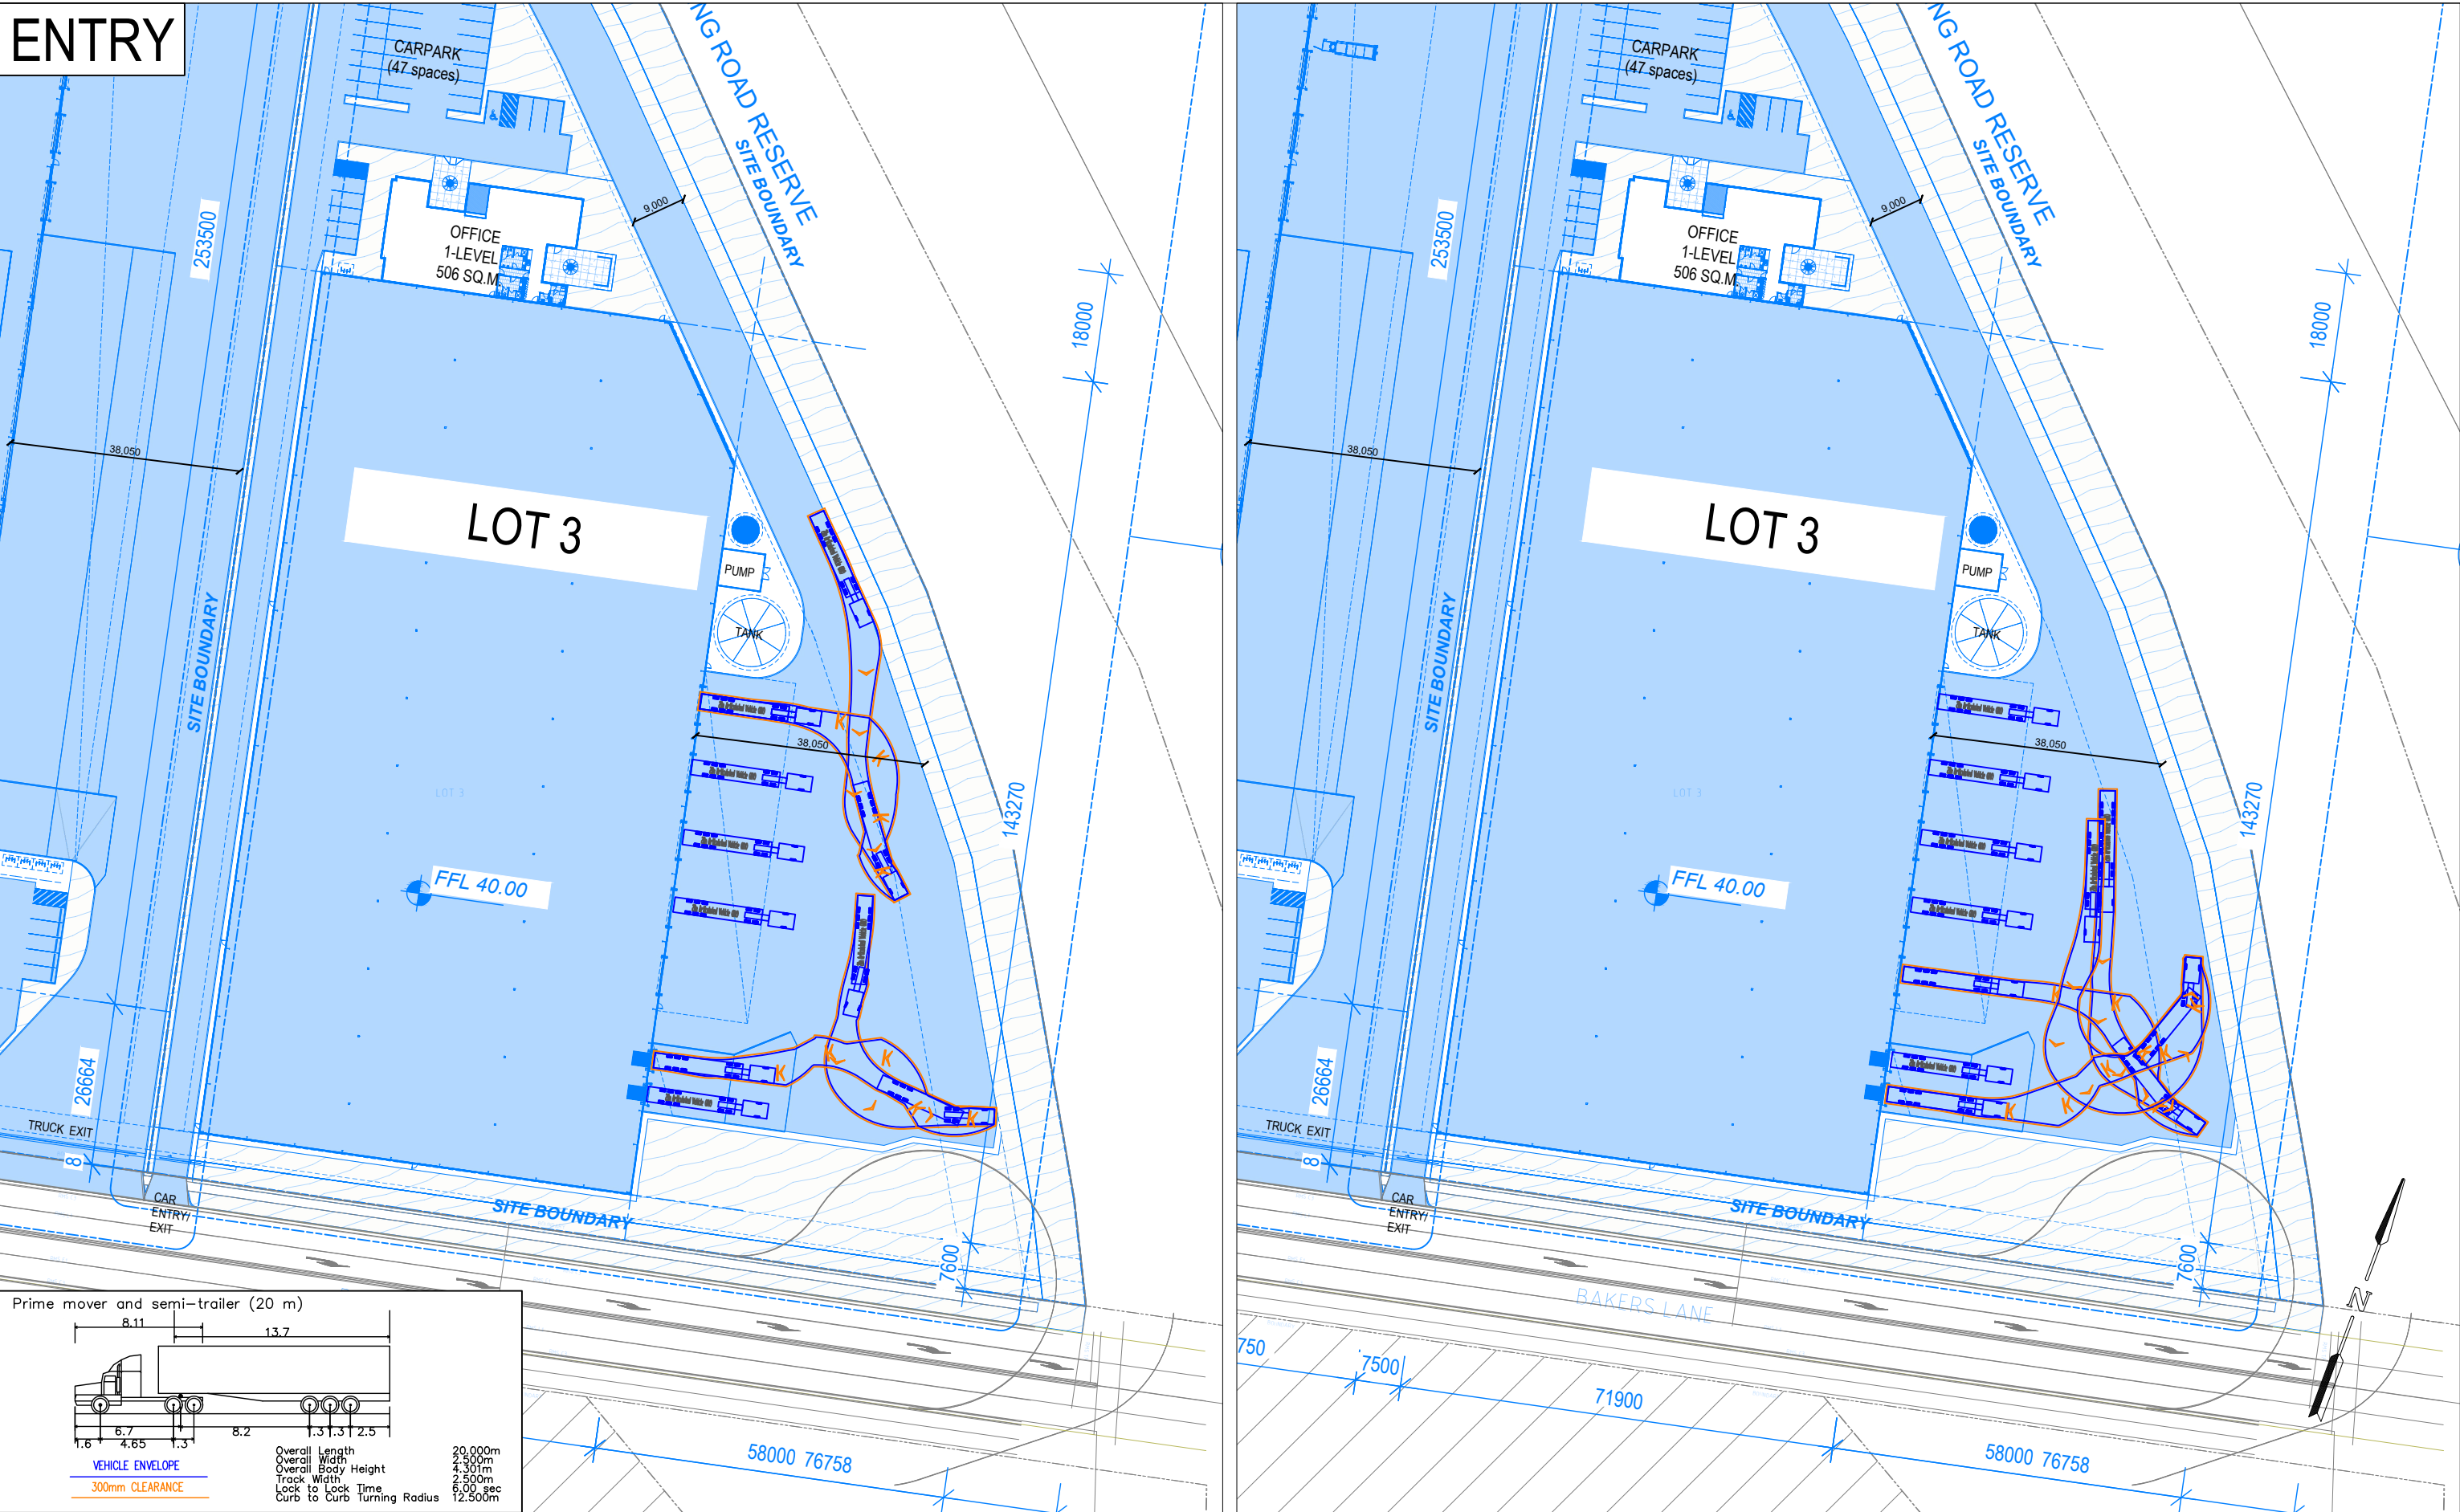 ENTRY
CARPARK
(47 spaces)
NG ROAD RESERVE
SITE BOUNDARY
9,000
253500
OFFICE
1-LEVEL
506 SQ.M
18000
38,050
LOT 3
PUMP
TANK
SITE BOUNDARY
38,050
LOT 3
143270
FFL 40.00
26664
TRUCK EXIT
8
CAR
ENTRY/
EXIT
SITE BOUNDARY
7600
58000 76758
Prime mover and semi-trailer (20 m)
8.11
13.7
6.7
8.2
1.3
1.3
2.5
1.6
4.65
1.3
VEHICLE ENVELOPE
300mm CLEARANCE
Overall Length 20.000m
Overall Width 2.500m
Overall Body Height 4.301m
Track Width 2.500m
Lock to Lock Time 6.00 sec
Curb to Curb Turning Radius 12.500m
CARPARK
(47 spaces)
NG ROAD RESERVE
SITE BOUNDARY
9,000
253500
OFFICE
1-LEVEL
506 SQ.M
18000
38,050
LOT 3
PUMP
TANK
SITE BOUNDARY
38,050
LOT 3
143270
FFL 40.00
26664
TRUCK EXIT
8
CAR
ENTRY/
EXIT
SITE BOUNDARY
7600
BAKERS LANE
N
750
7500
71900
58000 76758